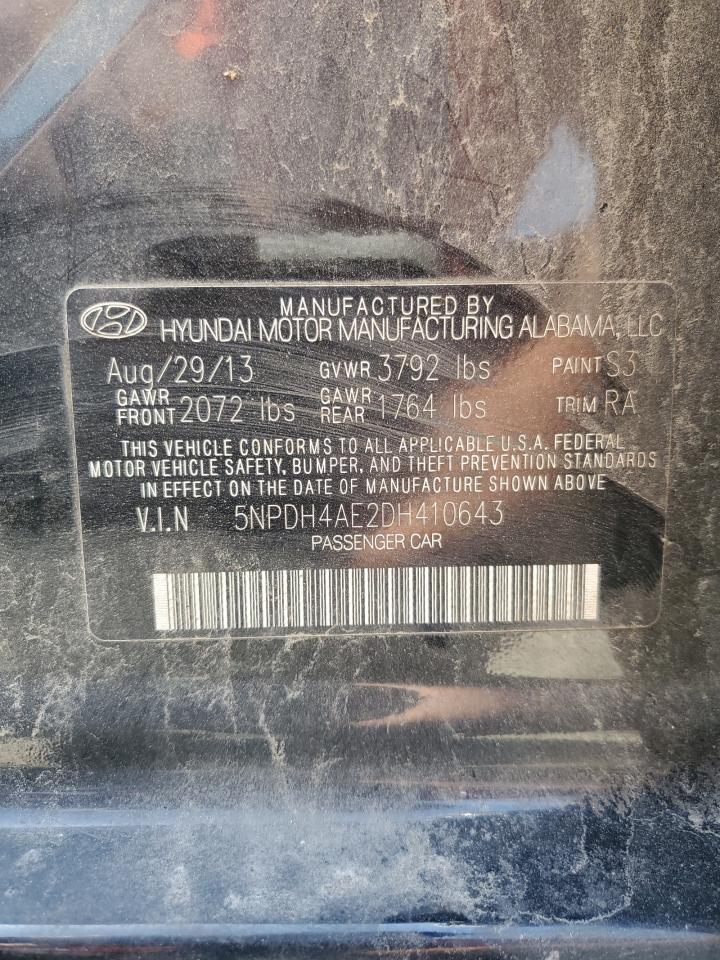 MANUFACTURED BY
HYUNDAI MOTOR MANUFACTURING ALABAMA, LLC
Aug/29/13 GVWR 3792 lbs PAINT S3
GAWR FRONT 2072 lbs GAWR REAR 1764 lbs TRIM RA
THIS VEHICLE CONFORMS TO ALL APPLICABLE U.S.A. FEDERAL
MOTOR VEHICLE SAFETY, BUMPER, AND THEFT PREVENTION STANDARDS
IN EFFECT ON THE DATE OF MANUFACTURE SHOWN ABOVE
V.I.N 5NPDH4AE2DH410643
PASSENGER CAR